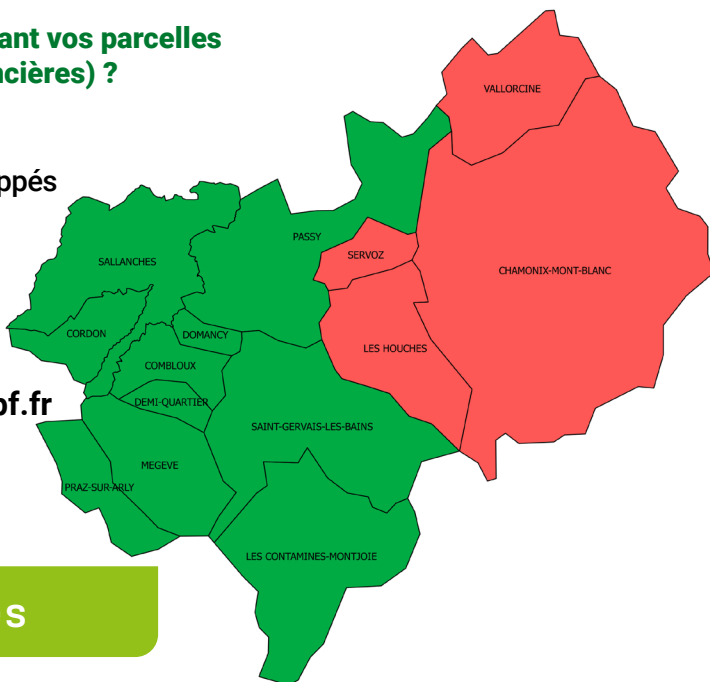 ant vos parcelles
ncières) ?
ppés
of.fr
s
VALLORCINE
PASSY
SERVOZ
SALLANCHES
CHAMONIX-MONT-BLANC
CORDON
DOMANCY
LES HOUCHES
COMBLOUX
DEMI-QUARTIER
SAINT-GERVAIS-LES-BAINS
MEGEVE
PRAZ-SUR-ARLY
LES CONTAMINES-MONTJOIE